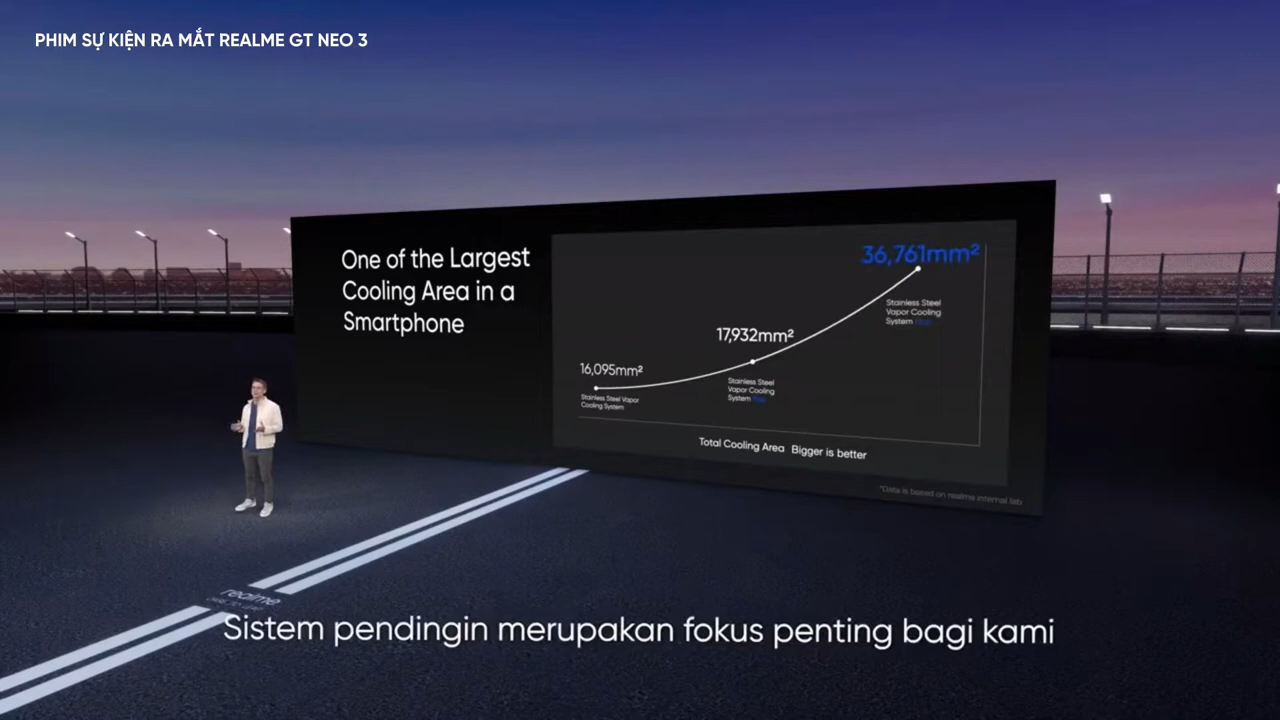 PHIM SỰ KIỆN RA MẮT REALME GT NEO 3
One of the Largest
Cooling Area in a
Smartphone
36,761mm²
Stainless Steel
Vapor Cooling
System
17,932mm²
Stainless Steel
Vapor Cooling
System
16,095mm²
Stainless Steel Vapor
Cooling System
Total Cooling Area Bigger is better
*Data is based on realme internal lab
realme
Sistem pendingin merupakan fokus penting bagi kami